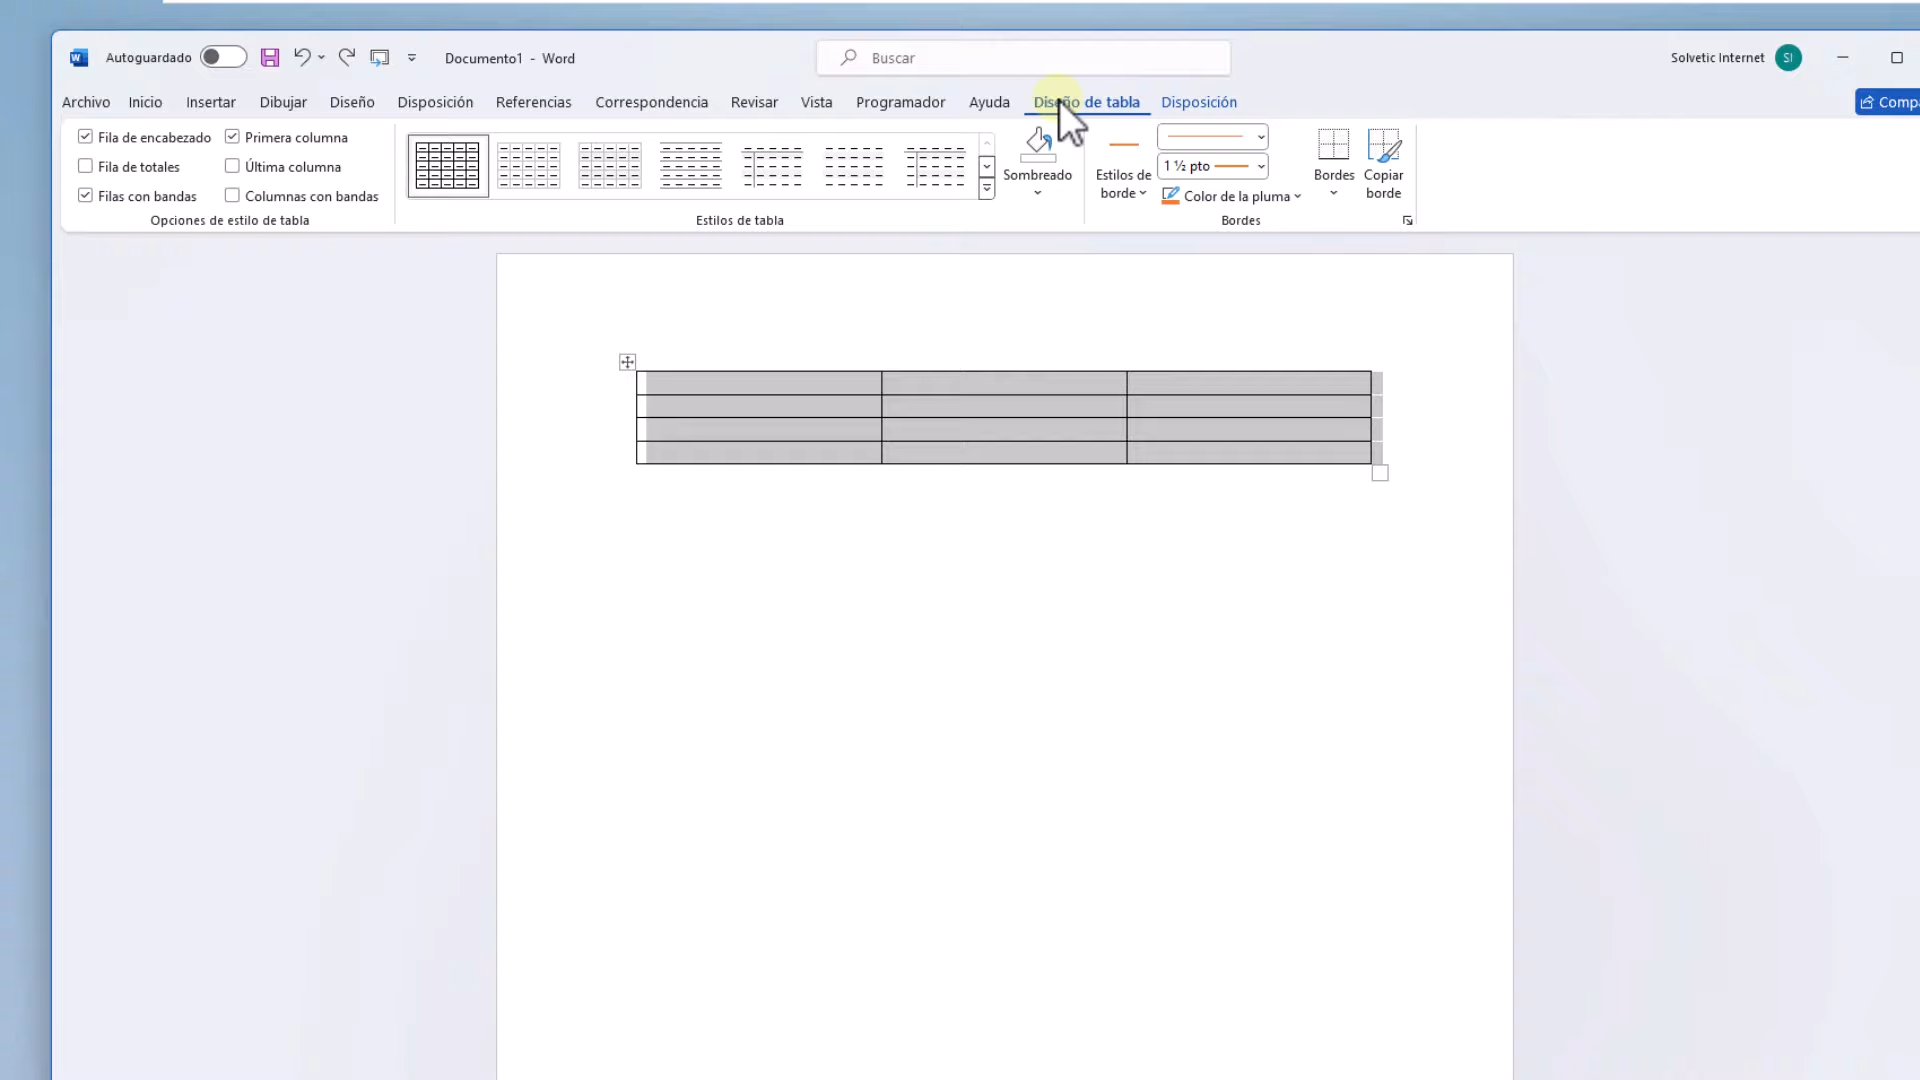 Autoguardado Documento1 - Word Buscar Solvetic Internet SI
Archivo Inicio Insertar Dibujar Diseño Disposición Referencias Correspondencia Revisar Vista Programador Ayuda Diseño de tabla Disposición Compa
Fila de encabezado Primera columna
Fila de totales Última columna
Filas con bandas Columnas con bandas
Opciones de estilo de tabla
Estilos de tabla
Sombreado
Estilos de
borde
1 ½ pto
Color de la pluma
Bordes
Copiar
borde
Bordes